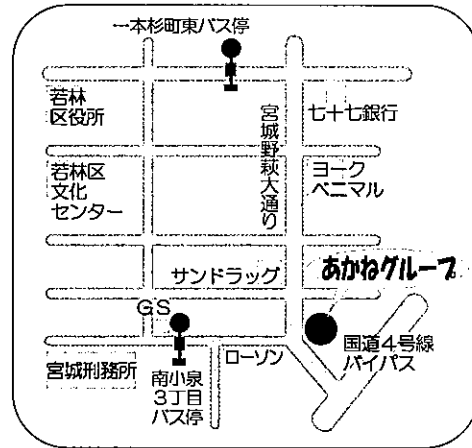 一本杉町東バス停
若林
区役所
宮城野萩大通り
七十七銀行
若林区
文化
センター
ヨーク
ベニマル
サンドラッグ
あかねグループ
GS
国道4号線
バイパス
ローソン
宮城刑務所
南小泉
3丁目
バス停